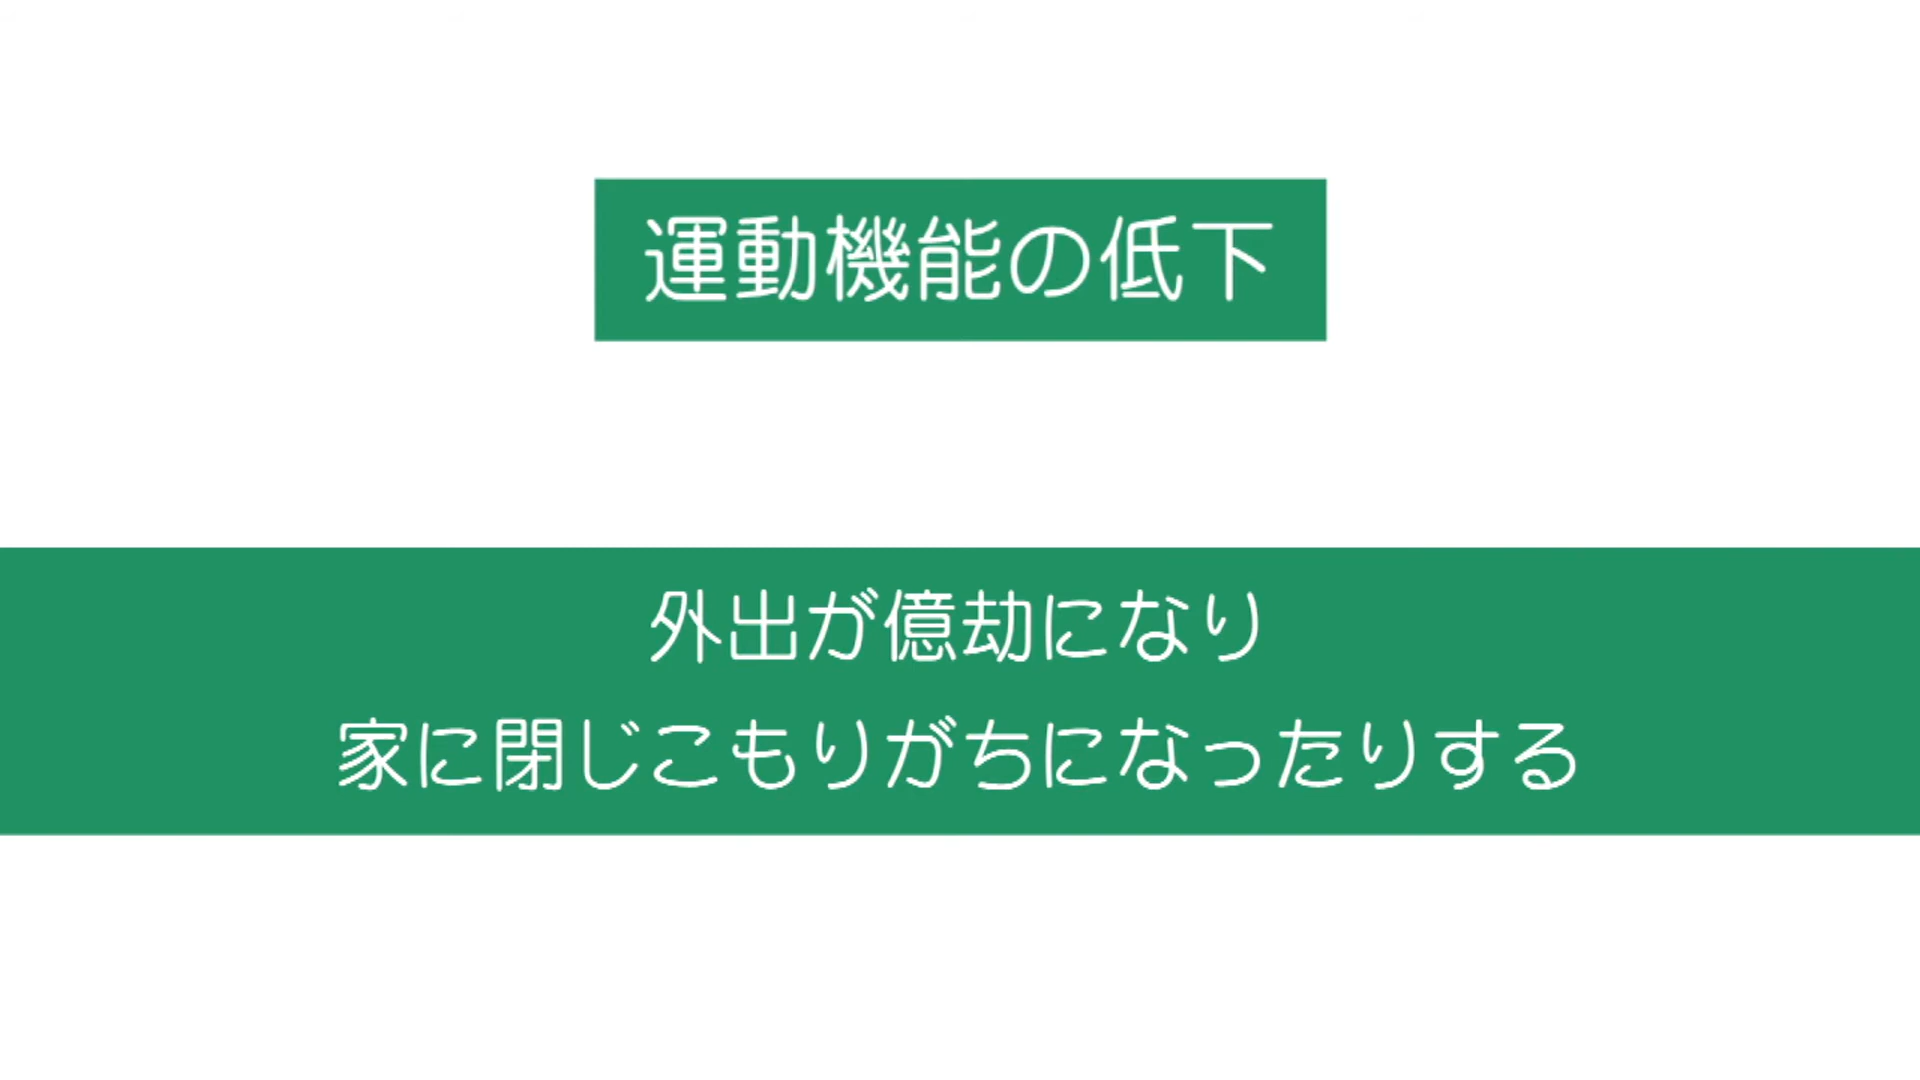 運動機能の低下
外出が億劫になり
家に閉じこもりがちになったりする